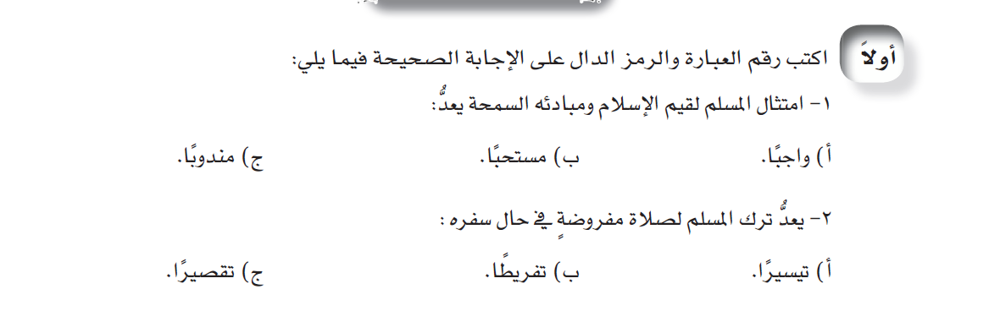 أولاً اكتب رقم العبارة والرمز الدال على الإجابة الصحيحة فيما يلي:
١- امتثال المسلم لقيم الإسلام ومبادئه السمحة يعدُّ:
أ) واجبًا. ب) مستحبًا. ج) مندوبًا.
٢- يعدُّ ترك المسلم لصلاة مفروضةٍ في حال سفره :
أ) تيسيرًا. ب) تفريطًا. ج) تقصيرًا.